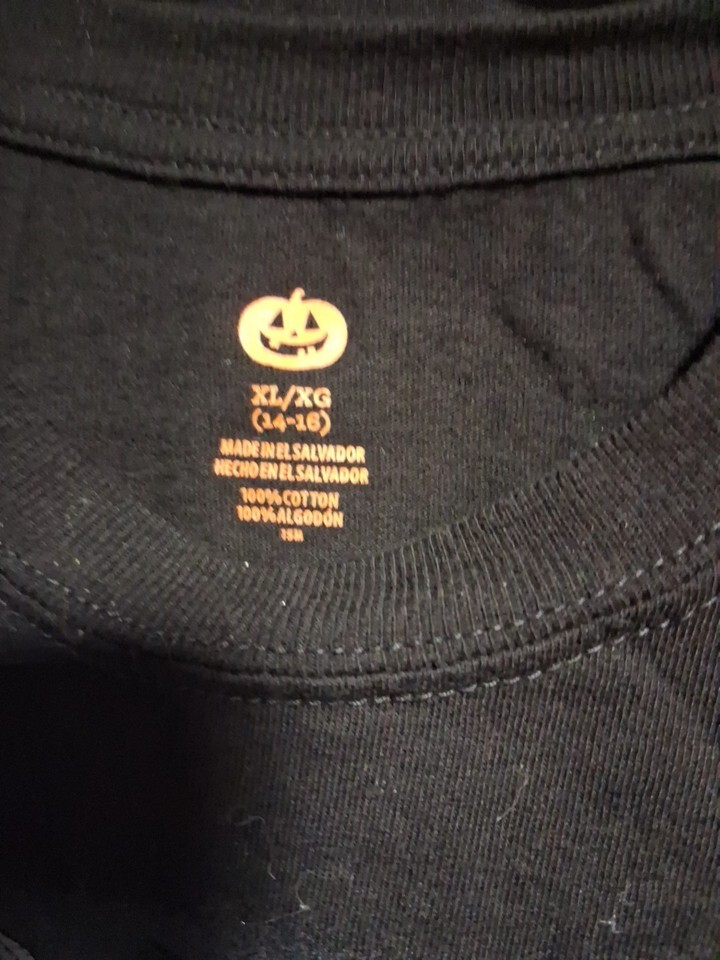 XL/XG
(14-16)
MADE IN EL SALVADOR
HECHO EN EL SALVADOR
100% COTTON
100% ALGODÓN